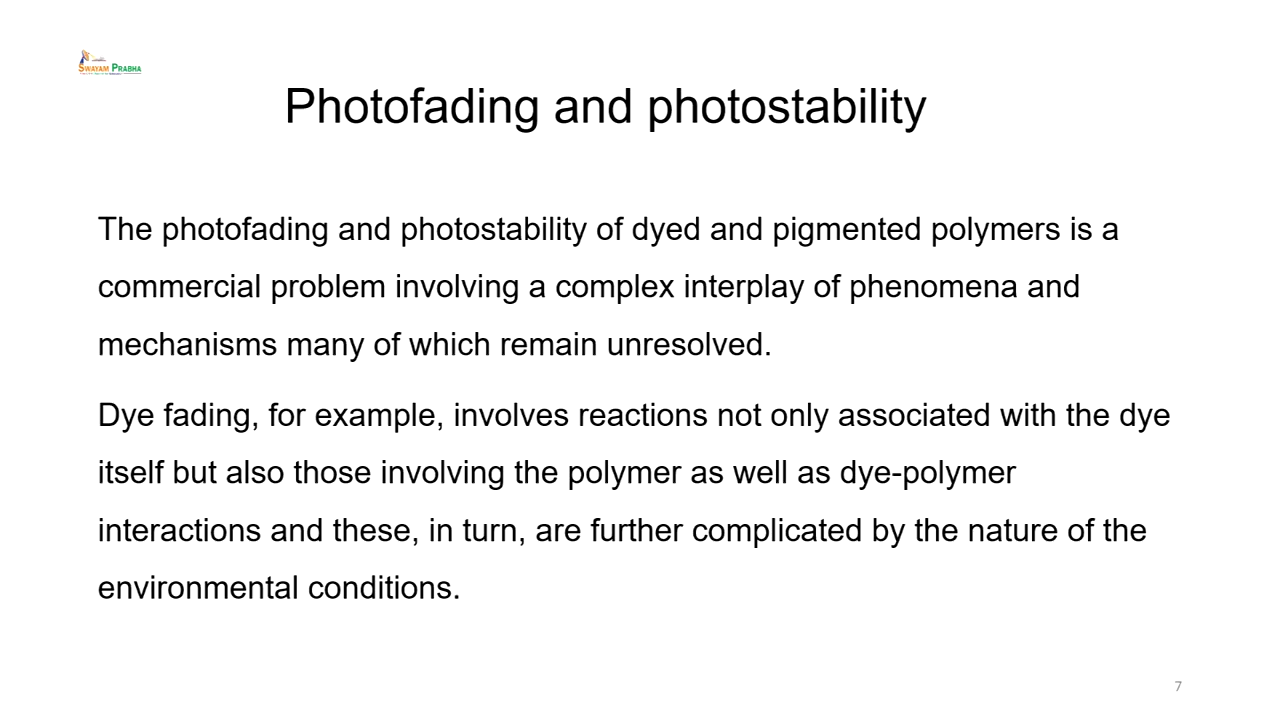 SWAYAM PRABHA
Photofading and photostability
The photofading and photostability of dyed and pigmented polymers is a
commercial problem involving a complex interplay of phenomena and
mechanisms many of which remain unresolved.
Dye fading, for example, involves reactions not only associated with the dye
itself but also those involving the polymer as well as dye-polymer
interactions and these, in turn, are further complicated by the nature of the
environmental conditions.
7